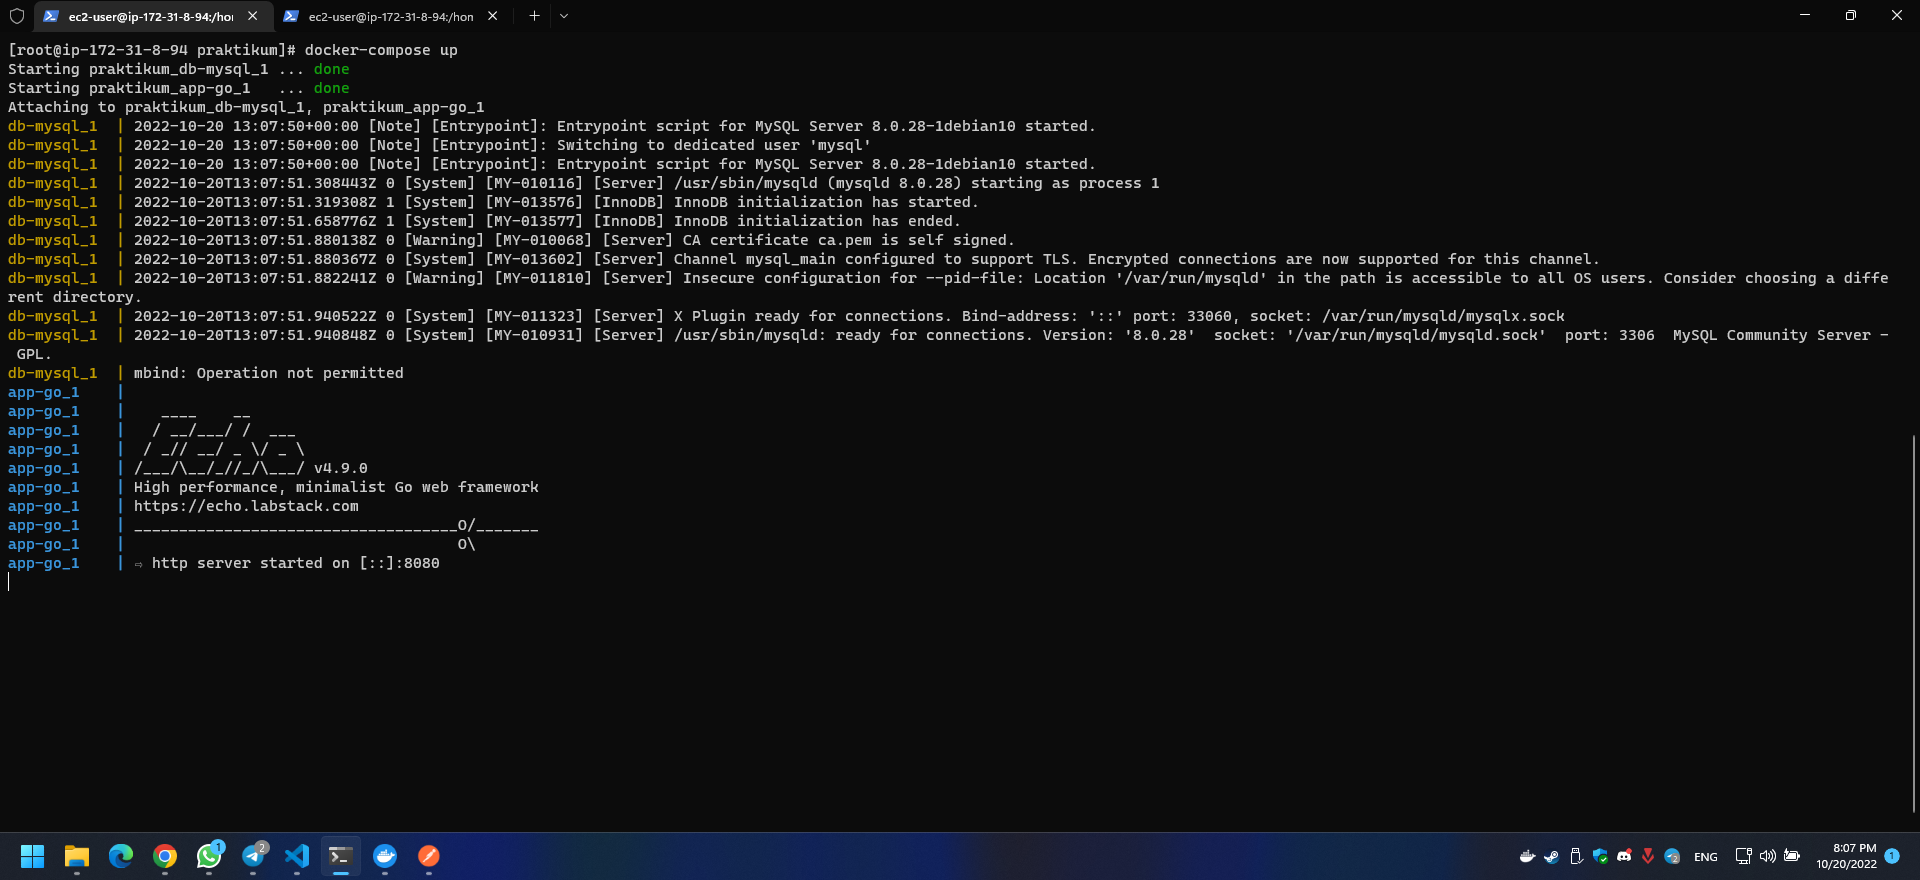 ec2-user@ip-172-31-8-94:/hor
ec2-user@ip-172-31-8-94:/hom
[root@ip-172-31-8-94 praktikum]# docker-compose up
Starting praktikum_db-mysql_1 ... done
Starting praktikum_app-go_1   ... done
Attaching to praktikum_db-mysql_1, praktikum_app-go_1
db-mysql_1  | 2022-10-20 13:07:50+00:00 [Note] [Entrypoint]: Entrypoint script for MySQL Server 8.0.28-1debian10 started.
db-mysql_1  | 2022-10-20 13:07:50+00:00 [Note] [Entrypoint]: Switching to dedicated user 'mysql'
db-mysql_1  | 2022-10-20 13:07:50+00:00 [Note] [Entrypoint]: Entrypoint script for MySQL Server 8.0.28-1debian10 started.
db-mysql_1  | 2022-10-20T13:07:51.308443Z 0 [System] [MY-010116] [Server] /usr/sbin/mysqld (mysqld 8.0.28) starting as process 1
db-mysql_1  | 2022-10-20T13:07:51.319308Z 1 [System] [MY-013576] [InnoDB] InnoDB initialization has started.
db-mysql_1  | 2022-10-20T13:07:51.658776Z 1 [System] [MY-013577] [InnoDB] InnoDB initialization has ended.
db-mysql_1  | 2022-10-20T13:07:51.880138Z 0 [Warning] [MY-010068] [Server] CA certificate ca.pem is self signed.
db-mysql_1  | 2022-10-20T13:07:51.880367Z 0 [System] [MY-013602] [Server] Channel mysql_main configured to support TLS. Encrypted connections are now supported for this channel.
db-mysql_1  | 2022-10-20T13:07:51.882241Z 0 [Warning] [MY-011810] [Server] Insecure configuration for --pid-file: Location '/var/run/mysqld' in the path is accessible to all OS users. Consider choosing a diffe
rent directory.
db-mysql_1  | 2022-10-20T13:07:51.940522Z 0 [System] [MY-011323] [Server] X Plugin ready for connections. Bind-address: '::' port: 33060, socket: /var/run/mysqld/mysqlx.sock
db-mysql_1  | 2022-10-20T13:07:51.940848Z 0 [System] [MY-010931] [Server] /usr/sbin/mysqld: ready for connections. Version: '8.0.28'  socket: '/var/run/mysqld/mysqld.sock'  port: 3306  MySQL Community Server -
 GPL.
db-mysql_1  | mbind: Operation not permitted
app-go_1    |
app-go_1    |    ____    __
app-go_1    |   / __/___/ /  ___
app-go_1    |  / _// __/ _ \/ _ \
app-go_1    | /___/\__/_//_/\___/ v4.9.0
app-go_1    | High performance, minimalist Go web framework
app-go_1    | https://echo.labstack.com
app-go_1    | ____________________________________O/_______
app-go_1    |                                     O\
app-go_1    | ⇨ http server started on [::]:8080
1
2
2
ENG
8:07 PM
10/20/2022
1